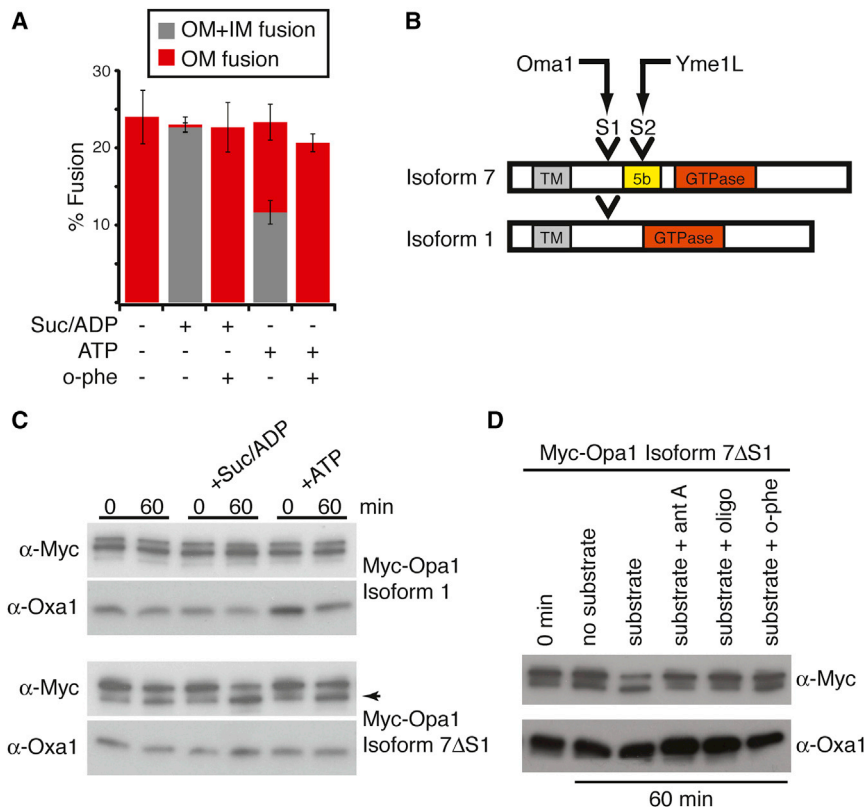 A
OM+IM fusion
OM fusion
30
20
10
% Fusion
Suc/ADP - + + - -
ATP - - - + +
o-phe - - + - +
B
Oma1 Yme1L
S1 S2
Isoform 7 TM 5b GTPase
Isoform 1 TM GTPase
C
+Suc/ADP +ATP
0 60 0 60 0 60 min
α-Myc
Myc-Opa1
Isoform 1
α-Oxa1
α-Myc
Myc-Opa1
Isoform 7ΔS1
α-Oxa1
D
Myc-Opa1 Isoform 7ΔS1
0 min
no substrate
substrate
substrate + ant A
substrate + oligo
substrate + o-phe
α-Myc
α-Oxa1
60 min